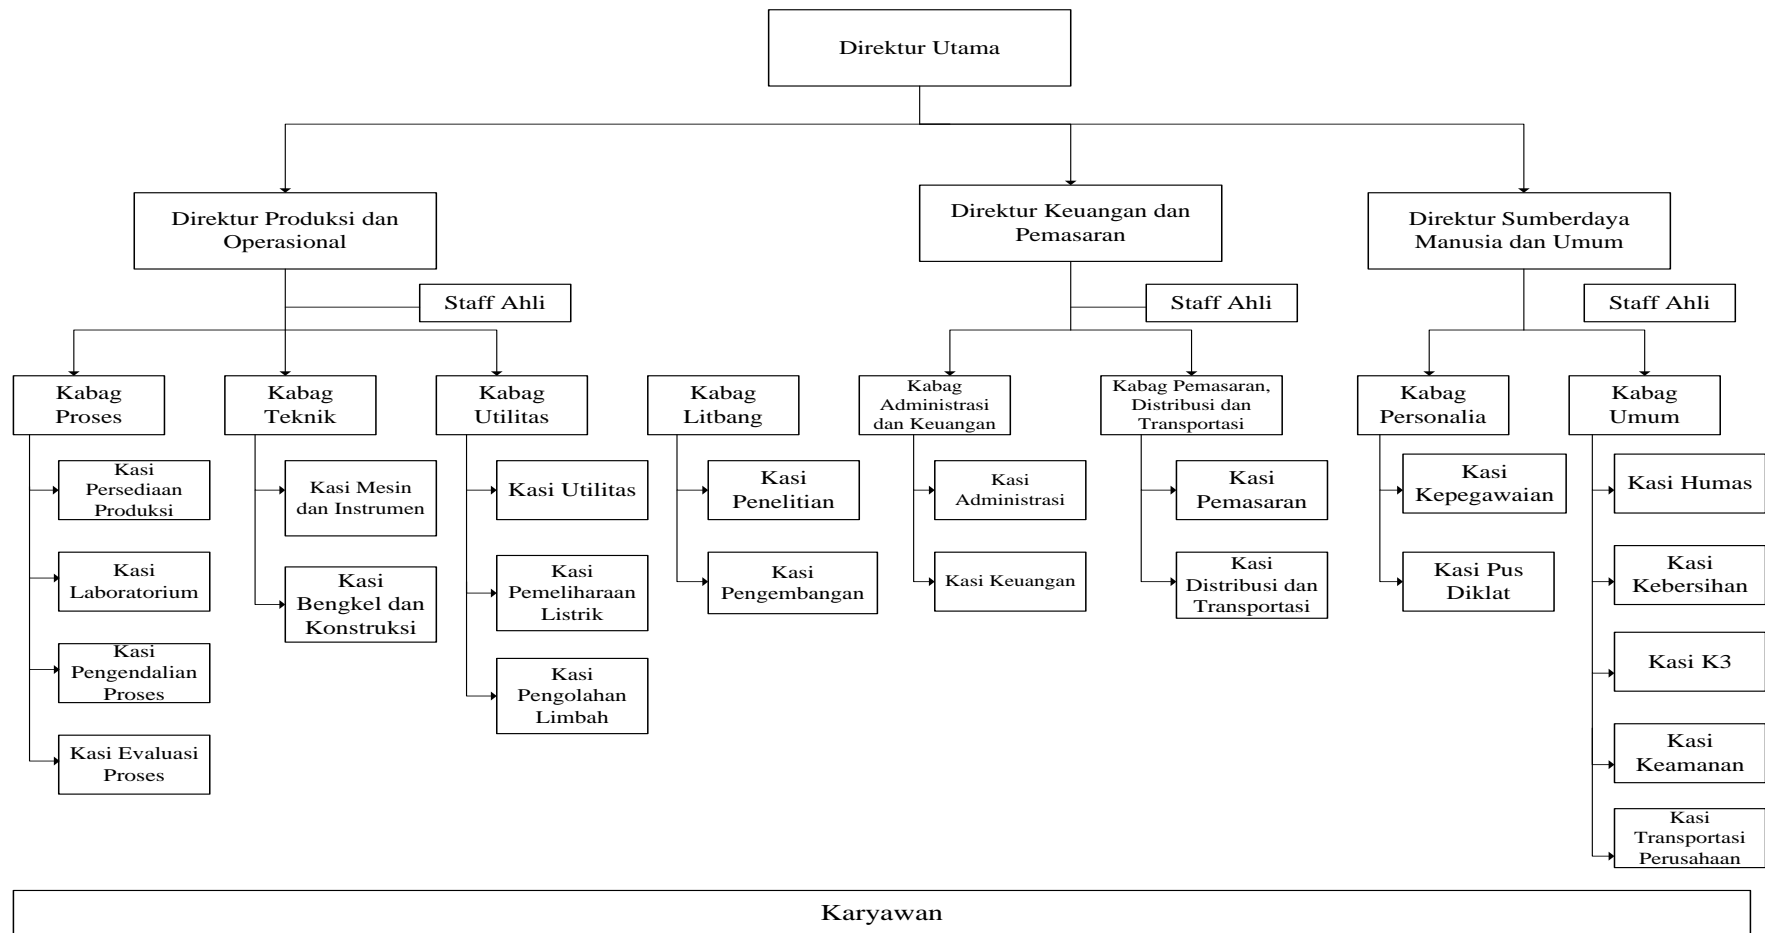 Direktur Utama
Direktur Produksi dan
Operasional
Direktur Keuangan dan
Pemasaran
Direktur Sumberdaya
Manusia dan Umum
Staff Ahli
Staff Ahli
Staff Ahli
Kabag
Proses
Kabag
Teknik
Kabag
Utilitas
Kabag
Litbang
Kabag
Administrasi
dan Keuangan
Kabag Pemasaran,
Distribusi dan
Transportasi
Kabag
Personalia
Kabag
Umum
Kasi
Persediaan
Produksi
Kasi
Laboratorium
Kasi
Pengendalian
Proses
Kasi Evaluasi
Proses
Kasi Mesin
dan Instrumen
Kasi
Bengkel dan
Konstruksi
Kasi Utilitas
Kasi
Pemeliharaan
Listrik
Kasi
Pengolahan
Limbah
Kasi
Penelitian
Kasi
Pengembangan
Kasi
Administrasi
Kasi Keuangan
Kasi
Pemasaran
Kasi
Distribusi dan
Transportasi
Kasi
Kepegawaian
Kasi Pus
Diklat
Kasi Humas
Kasi
Kebersihan
Kasi K3
Kasi
Keamanan
Kasi
Transportasi
Perusahaan
Karyawan